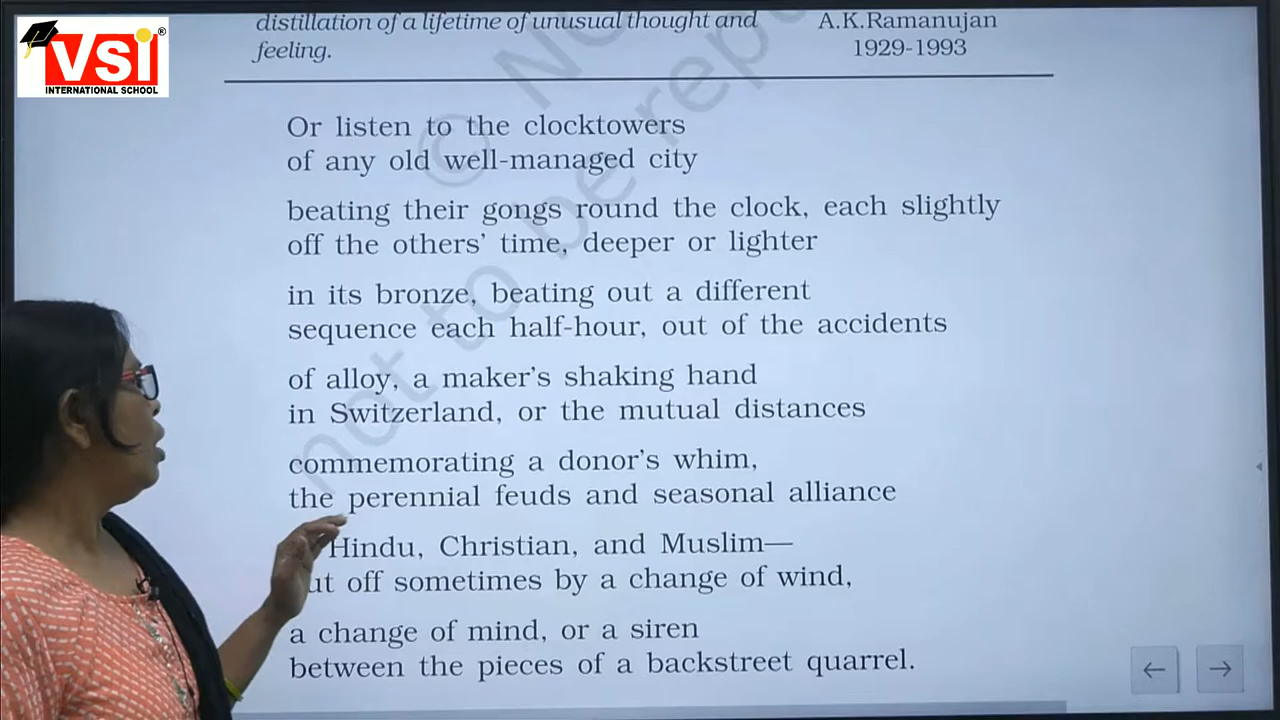 VSI
®
INTERNATIONAL SCHOOL
distillation of a lifetime of unusual thought and
feeling.
A.K.Ramanujan
1929-1993
Or listen to the clocktowers
of any old well-managed city
beating their gongs round the clock, each slightly
off the others' time, deeper or lighter
in its bronze, beating out a different
sequence each half-hour, out of the accidents
of alloy, a maker's shaking hand
in Switzerland, or the mutual distances
commemorating a donor's whim,
the perennial feuds and seasonal alliance
Hindu, Christian, and Muslim—
off sometimes by a change of wind,
a change of mind, or a siren
between the pieces of a backstreet quarrel.
© No
not to be rep